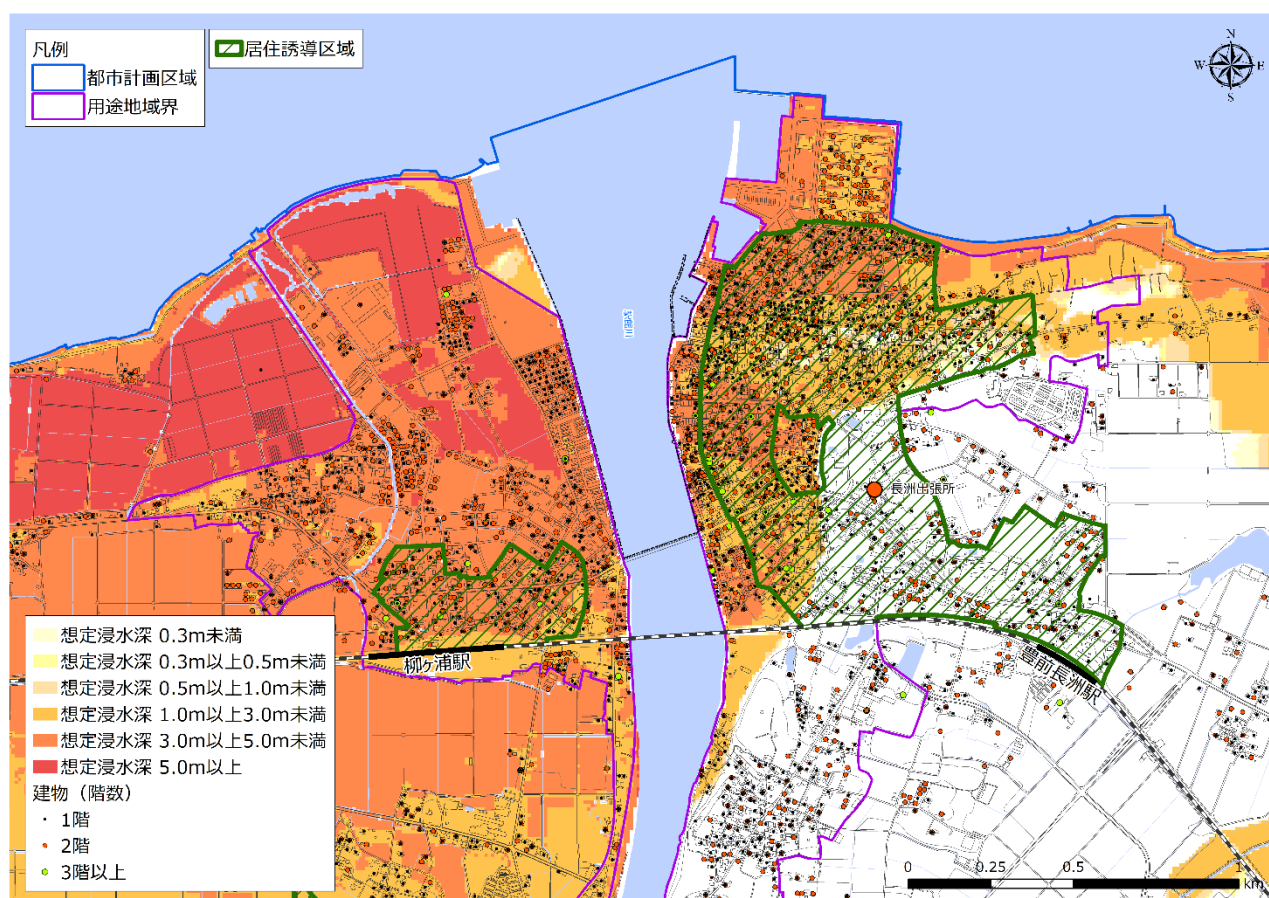 凡例
都市計画区域
用途地域界
居住誘導区域
N
W
E
S
長洲出張所
柳ヶ浦駅
豊前長洲駅
想定浸水深 0.3m未満
想定浸水深 0.3m以上0.5m未満
想定浸水深 0.5m以上1.0m未満
想定浸水深 1.0m以上3.0m未満
想定浸水深 3.0m以上5.0m未満
想定浸水深 5.0m以上
建物（階数）
1階
2階
3階以上
0 0.25 0.5 1
km